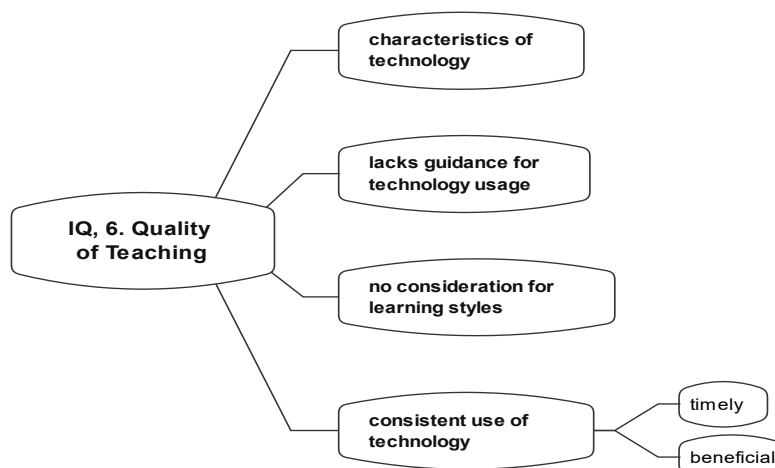 characteristics of
technology
lacks guidance for
technology usage
IQ, 6. Quality
of Teaching
no consideration for
learning styles
consistent use of
technology
timely
beneficial